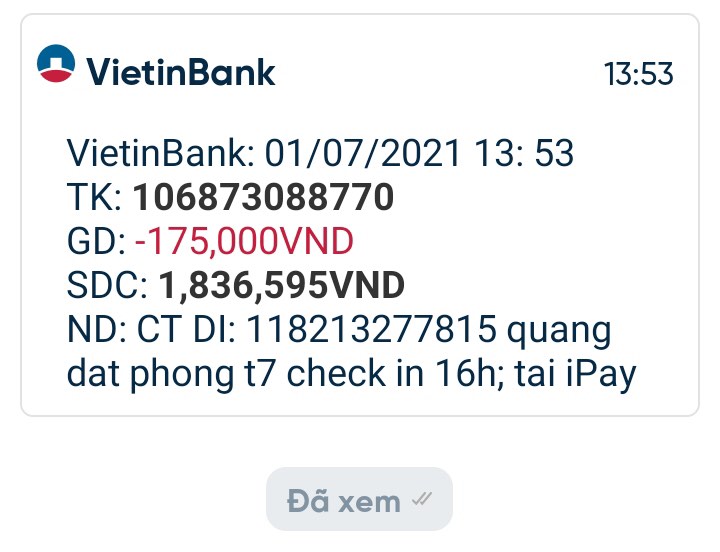 VietinBank 13:53
VietinBank: 01/07/2021 13: 53
TK: 106873088770
GD: -175,000VND
SDC: 1,836,595VND
ND: CT DI: 118213277815 quang
dat phong t7 check in 16h; tai iPay
Đã xem